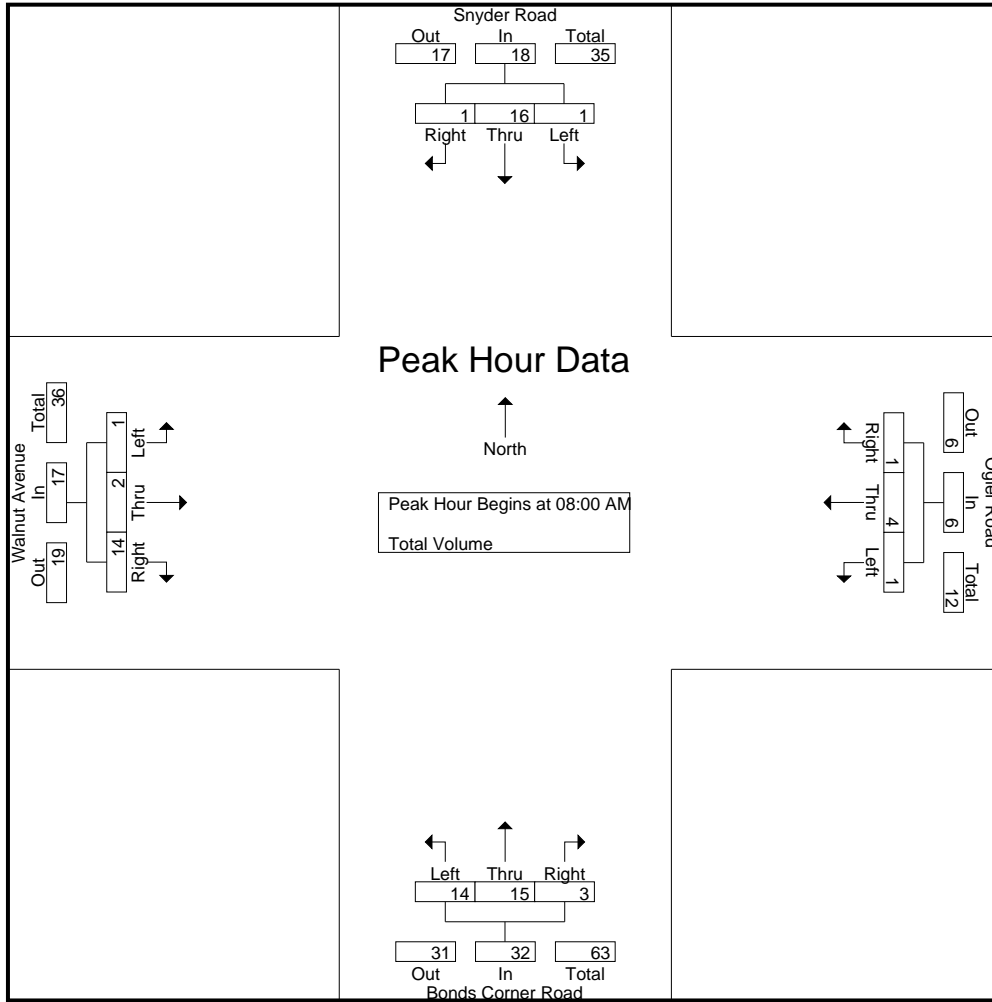 Snyder Road
Out In Total
17 18 35
1 16 1
Right Thru Left
Peak Hour Data
North
Peak Hour Begins at 08:00 AM
Total Volume
Walnut Avenue
Out In Total
19 17 36
14 2 1
Right Thru Left
Ogier Road
Out In Total
6 6 12
1 4 1
Right Thru Left
Left Thru Right
14 15 3
31 32 63
Out In Total
Bonds Corner Road